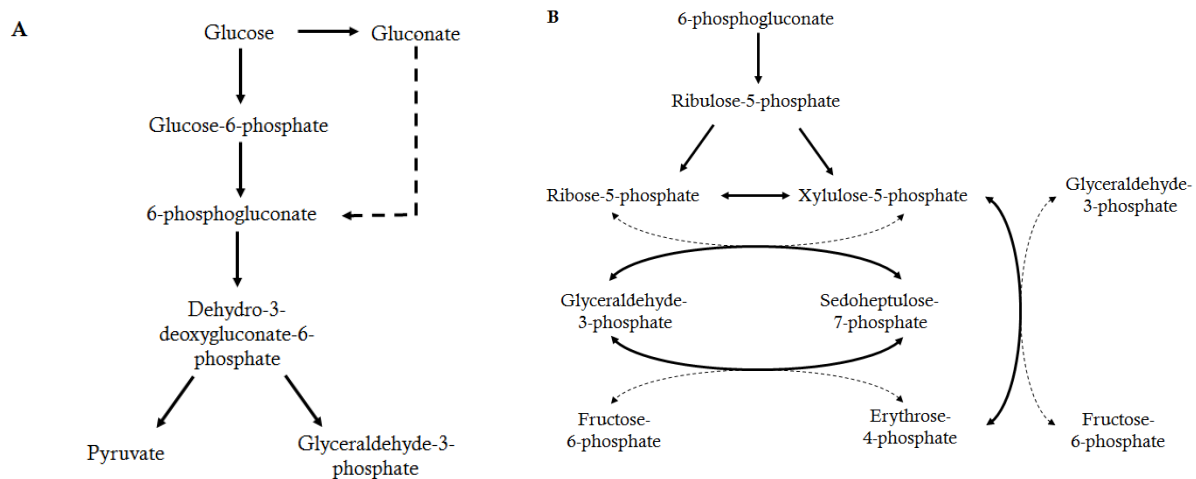 A
Glucose
Gluconate
Glucose-6-phosphate
6-phosphogluconate
Dehydro-3-
deoxygluconate-6-
phosphate
Pyruvate
Glyceraldehyde-3-
phosphate
B
6-phosphogluconate
Ribulose-5-phosphate
Ribose-5-phosphate
Xylulose-5-phosphate
Glyceraldehyde-
3-phosphate
Glyceraldehyde-
3-phosphate
Sedoheptulose-
7-phosphate
Fructose-
6-phosphate
Erythrose-
4-phosphate
Fructose-
6-phosphate